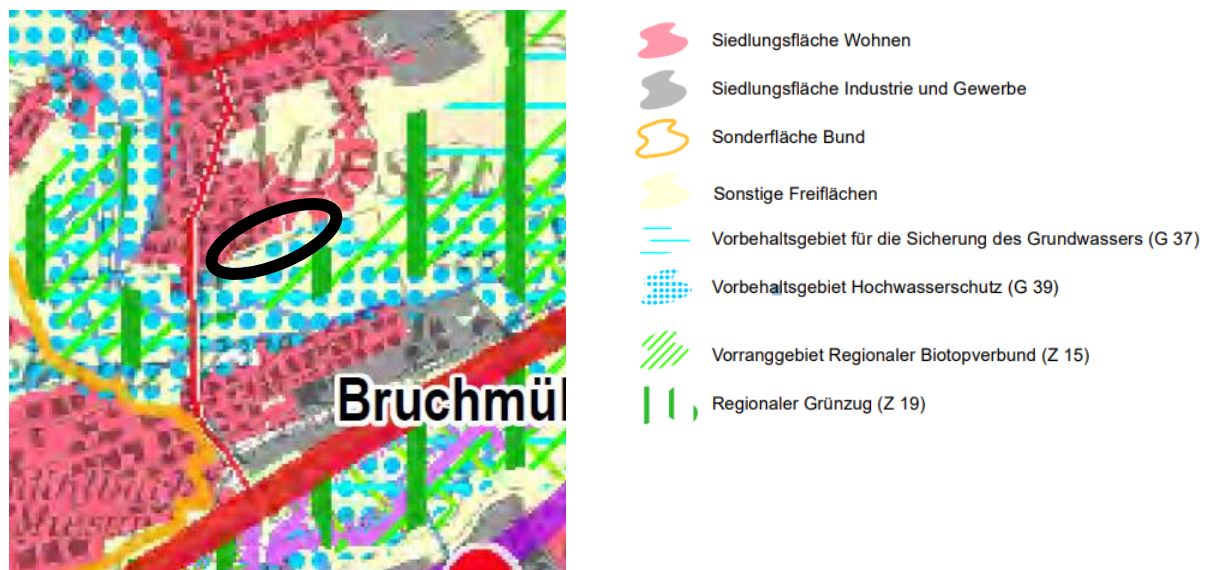 Miesau
Bruchmül
Siedlungsfläche Wohnen
Siedlungsfläche Industrie und Gewerbe
Sonderfläche Bund
Sonstige Freiflächen
Vorbehaltsgebiet für die Sicherung des Grundwassers (G 37)
Vorbehaltsgebiet Hochwasserschutz (G 39)
Vorranggebiet Regionaler Biotopverbund (Z 15)
Regionaler Grünzug (Z 19)